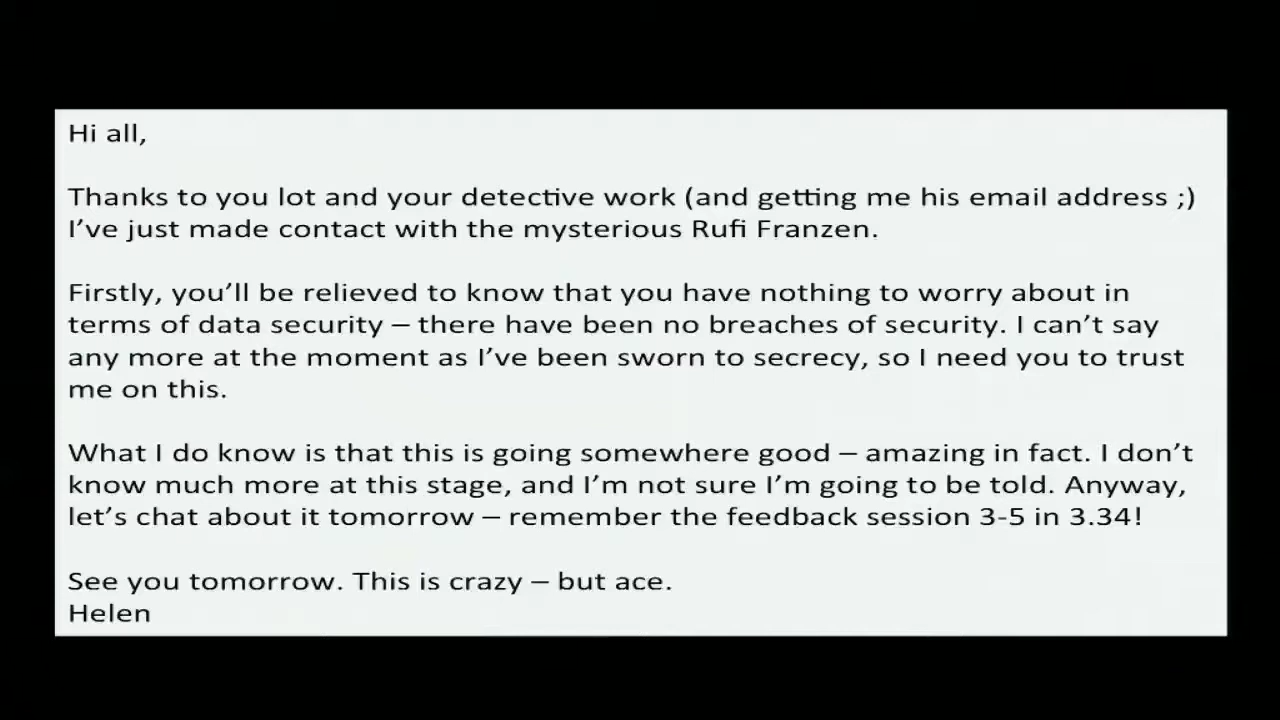 Hi all,
Thanks to you lot and your detective work (and getting me his email address ;)
I’ve just made contact with the mysterious Rufi Franzen.
Firstly, you’ll be relieved to know that you have nothing to worry about in
terms of data security – there have been no breaches of security. I can’t say
any more at the moment as I’ve been sworn to secrecy, so I need you to trust
me on this.
What I do know is that this is going somewhere good – amazing in fact. I don’t
know much more at this stage, and I’m not sure I’m going to be told. Anyway,
let’s chat about it tomorrow – remember the feedback session 3-5 in 3.34!
See you tomorrow. This is crazy – but ace.
Helen